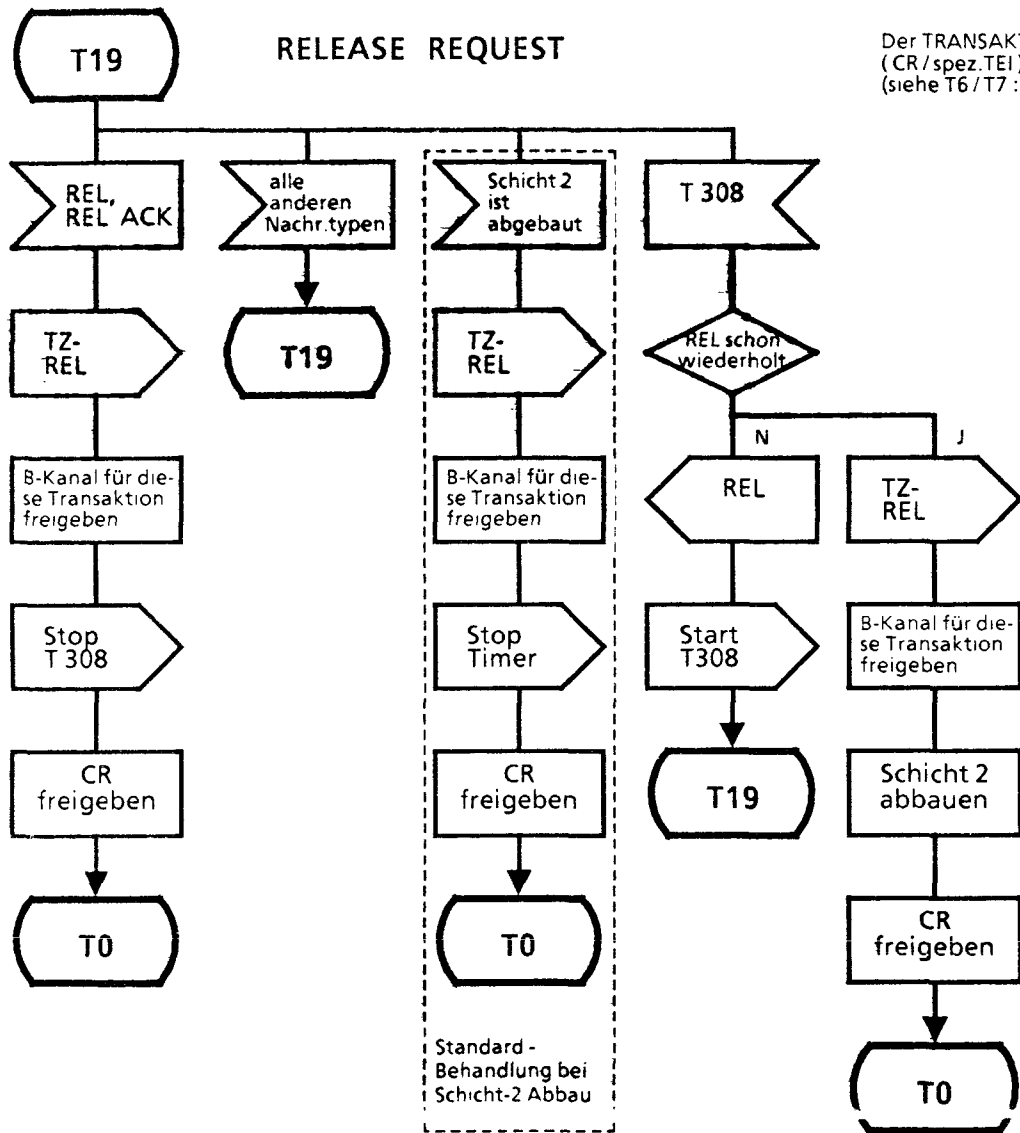 T19
RELEASE REQUEST
Der TRANSAKT
(CR/spez.TEI)
(siehe T6/T7:
REL,
REL ACK
alle
anderen
Nachr.typen
Schicht 2
ist
abgebaut
T 308
TZ-
REL
T19
TZ-
REL
REL schon
wiederholt
N
J
B-Kanal für die-
se Transaktion
freigeben
B-Kanal für die-
se Transaktion
freigeben
REL
TZ-
REL
Stop
T 308
Stop
Timer
Start
T308
B-Kanal für die-
se Transaktion
freigeben
CR
freigeben
CR
freigeben
T19
Schicht 2
abbauen
T0
T0
CR
freigeben
Standard-
Behandlung bei
Schicht-2 Abbau
T0